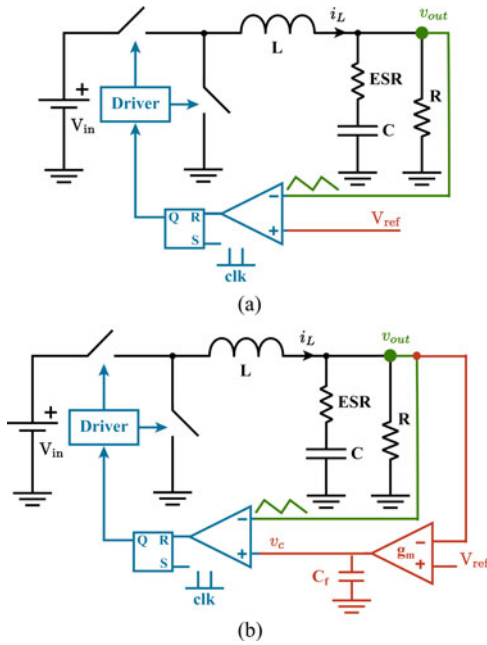 i_L
v_out
L
ESR
R
C
Driver
V_in
+
Q R
S
−
+
V_ref
clk
(a)
i_L
v_out
L
ESR
R
C
Driver
V_in
+
Q R
S
−
+
v_c
g_m
−
+
V_ref
C_f
clk
(b)